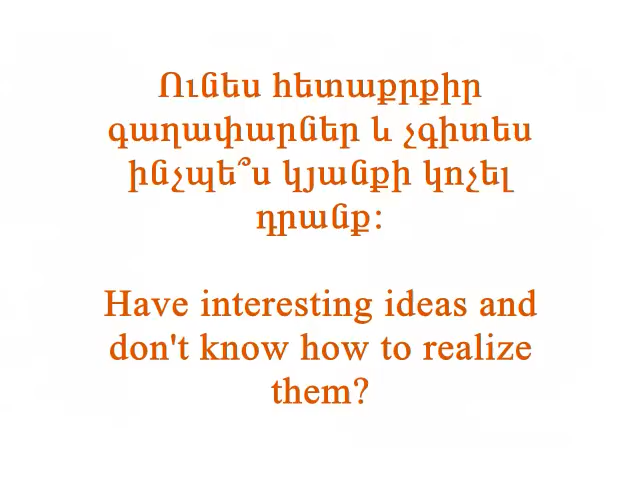 Ունես հետաքրքիր
գաղափարներ և չգիտես
ինչպե՞ս կյանքի կոչել
դրանք:
Have interesting ideas and
don't know how to realize
them?